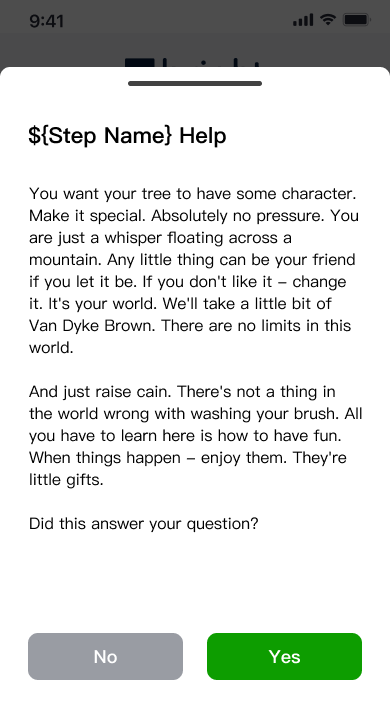 9:41
${Step Name} Help
You want your tree to have some character.
Make it special. Absolutely no pressure. You
are just a whisper floating across a
mountain. Any little thing can be your friend
if you let it be. If you don't like it – change
it. It's your world. We'll take a little bit of
Van Dyke Brown. There are no limits in this
world.
And just raise cain. There's not a thing in
the world wrong with washing your brush. All
you have to learn here is how to have fun.
When things happen – enjoy them. They're
little gifts.
Did this answer your question?
No
Yes